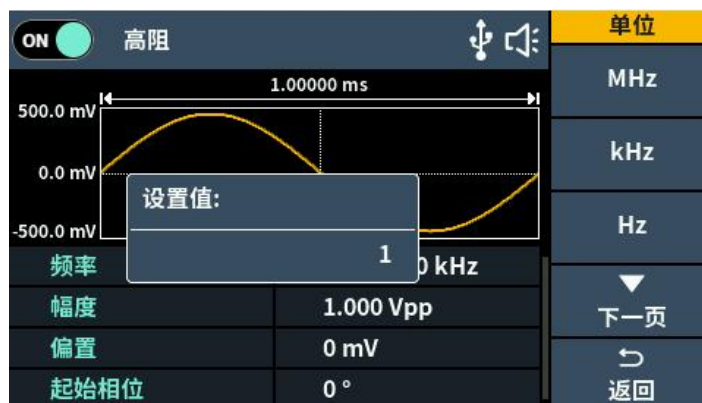 ON 高阻
单位
1.00000 ms
500.0 mV
0.0 mV
-500.0 mV
设置值:
1
频率 0 kHz
幅度 1.000 Vpp
偏置 0 mV
起始相位 0 °
MHz
kHz
Hz
下一页
返回